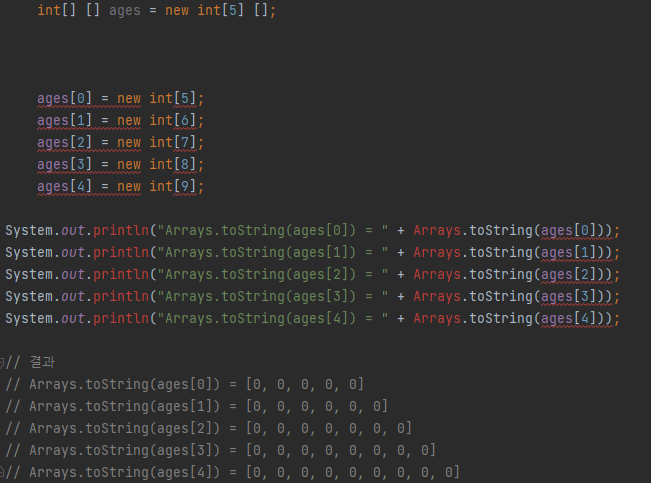 int[] [] ages = new int[5] [];
ages[0] = new int[5];
ages[1] = new int[6];
ages[2] = new int[7];
ages[3] = new int[8];
ages[4] = new int[9];
System.out.println("Arrays.toString(ages[0]) = " + Arrays.toString(ages[0]));
System.out.println("Arrays.toString(ages[1]) = " + Arrays.toString(ages[1]));
System.out.println("Arrays.toString(ages[2]) = " + Arrays.toString(ages[2]));
System.out.println("Arrays.toString(ages[3]) = " + Arrays.toString(ages[3]));
System.out.println("Arrays.toString(ages[4]) = " + Arrays.toString(ages[4]));
// 결과
// Arrays.toString(ages[0]) = [0, 0, 0, 0, 0]
// Arrays.toString(ages[1]) = [0, 0, 0, 0, 0, 0]
// Arrays.toString(ages[2]) = [0, 0, 0, 0, 0, 0, 0]
// Arrays.toString(ages[3]) = [0, 0, 0, 0, 0, 0, 0, 0]
// Arrays.toString(ages[4]) = [0, 0, 0, 0, 0, 0, 0, 0, 0]